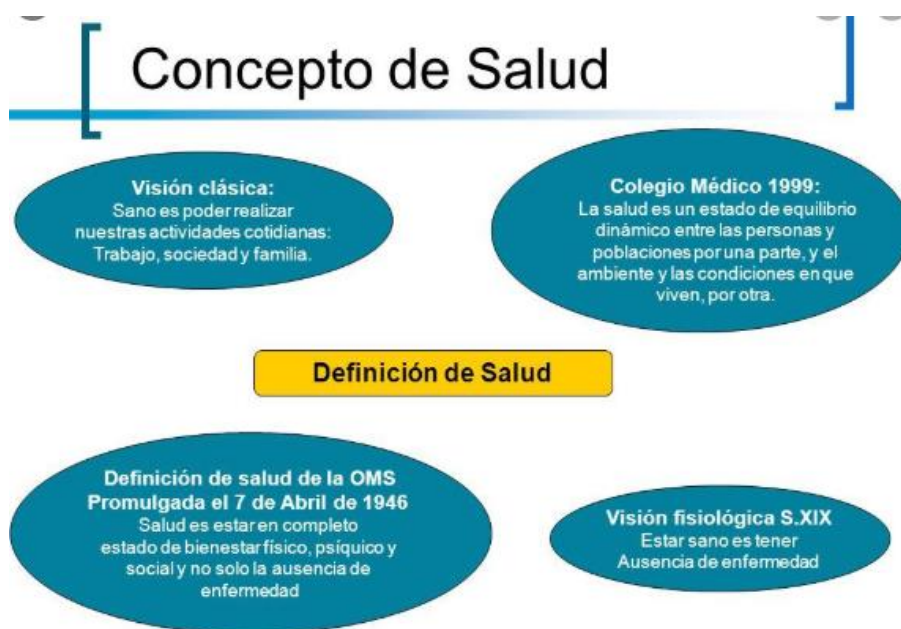 Concepto de Salud
Visión clásica:
Sano es poder realizar
nuestras actividades cotidianas:
Trabajo, sociedad y familia.
Colegio Médico 1999:
La salud es un estado de equilibrio
dinámico entre las personas y
poblaciones por una parte, y el
ambiente y las condiciones en que
viven, por otra.
Definición de Salud
Definición de salud de la OMS
Promulgada el 7 de Abril de 1946
Salud es estar en completo
estado de bienestar físico, psíquico y
social y no solo la ausencia de
enfermedad
Visión fisiológica S.XIX
Estar sano es tener
Ausencia de enfermedad